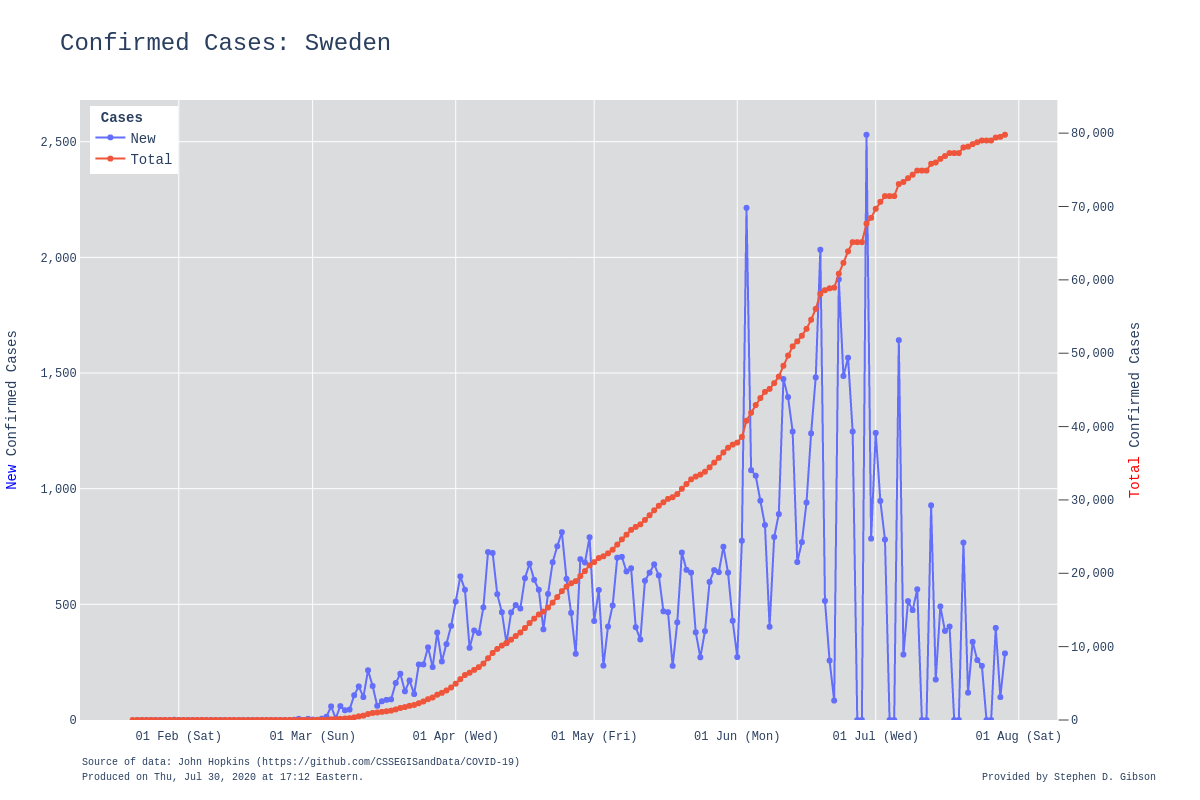 Confirmed Cases: Sweden
Cases
New
Total
2,500
2,000
1,500
1,000
500
0
80,000
70,000
60,000
50,000
40,000
30,000
20,000
10,000
0
New Confirmed Cases
Total Confirmed Cases
01 Feb (Sat)
01 Mar (Sun)
01 Apr (Wed)
01 May (Fri)
01 Jun (Mon)
01 Jul (Wed)
01 Aug (Sat)
Source of data: John Hopkins (https://github.com/CSSEGISandData/COVID-19)
Produced on Thu, Jul 30, 2020 at 17:12 Eastern.
Provided by Stephen D. Gibson